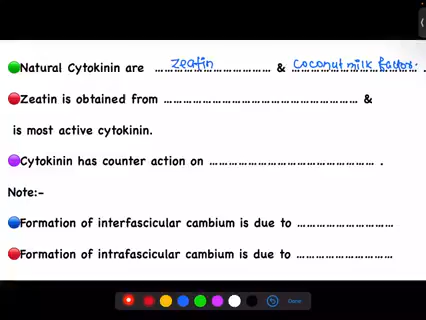 Natural Cytokinin are ...zeatin... & ...coconut milk factor. .
Zeatin is obtained from ........................................ &
is most active cytokinin.
Cytokinin has counter action on ........................................ .
Note:-
Formation of interfascicular cambium is due to ........................
Formation of intrafascicular cambium is due to ........................
Done